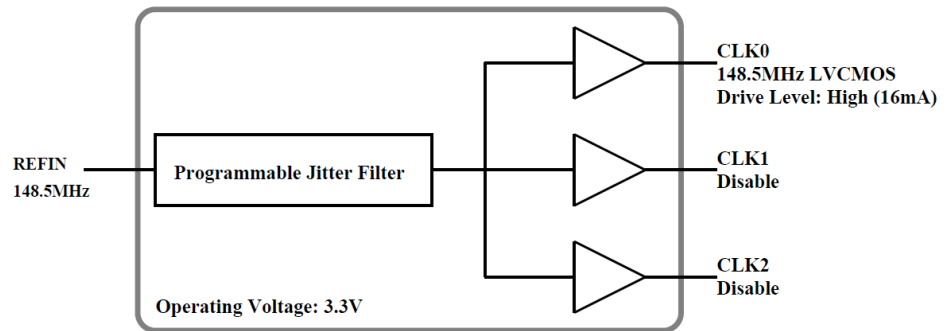 REFIN
148.5MHz
Programmable Jitter Filter
CLK0
148.5MHz LVCMOS
Drive Level: High (16mA)
CLK1
Disable
CLK2
Disable
Operating Voltage: 3.3V